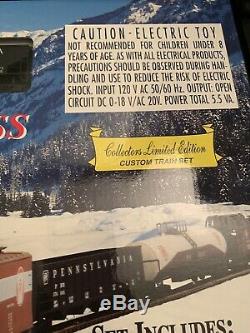 CAUTION - ELECTRIC TOY
NOT RECOMMENDED FOR CHILDREN UNDER 8
YEARS OF AGE. AS WITH ALL ELECTRICAL PRODUCTS,
PRECAUTIONS SHOULD BE OBSERVED DURING HAN-
DLING AND USE TO REDUCE THE RISK OF ELECTRIC
SHOCK. INPUT 120 V AC 50/60 Hz. OUTPUT: OPEN
CIRCUIT DC 0-18 V/AC 20V. POWER TOTAL 5.5 VA.
SS
Collectors Limited Edition
CUSTOM TRAIN SET
PENNSYLVANIA
SET INCLUDES: